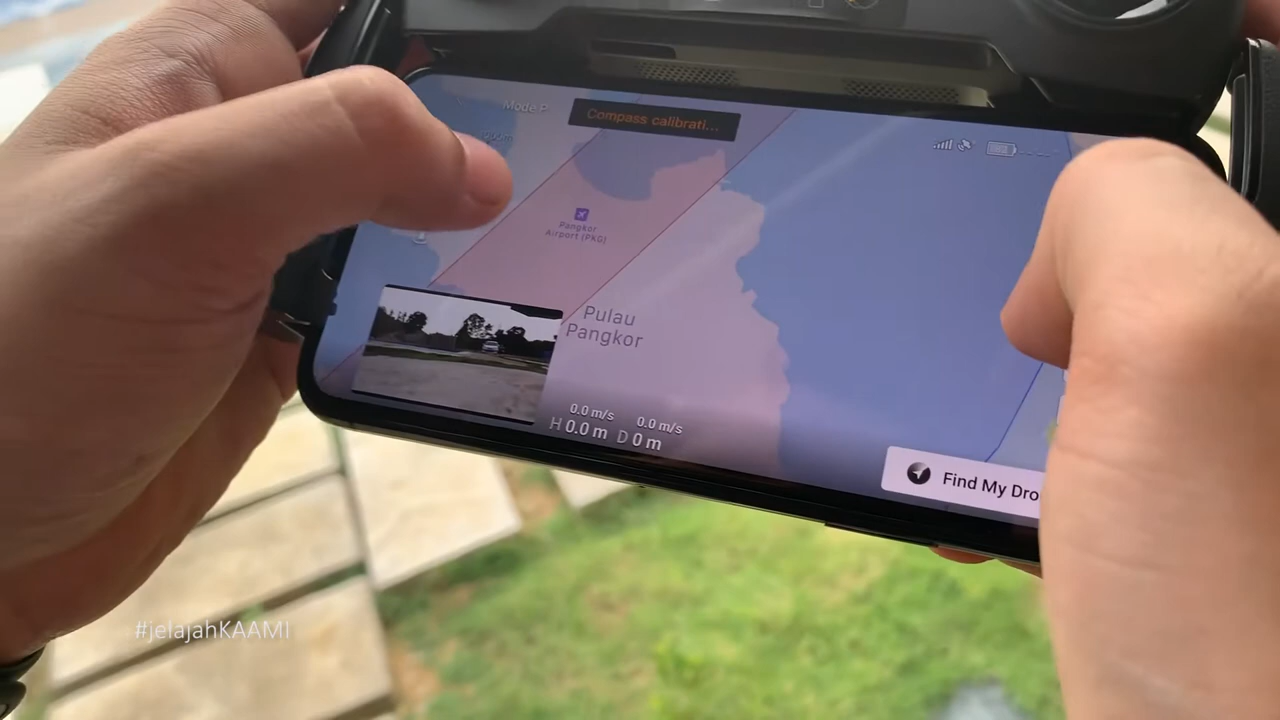 Mode P
Compass calibrati...
Pangkor
Airport (PKG)
Pulau
Pangkor
0.0 m/s 0.0 m/s
H 0.0 m D 0 m
Find My Dro
#jelajahKAAMI